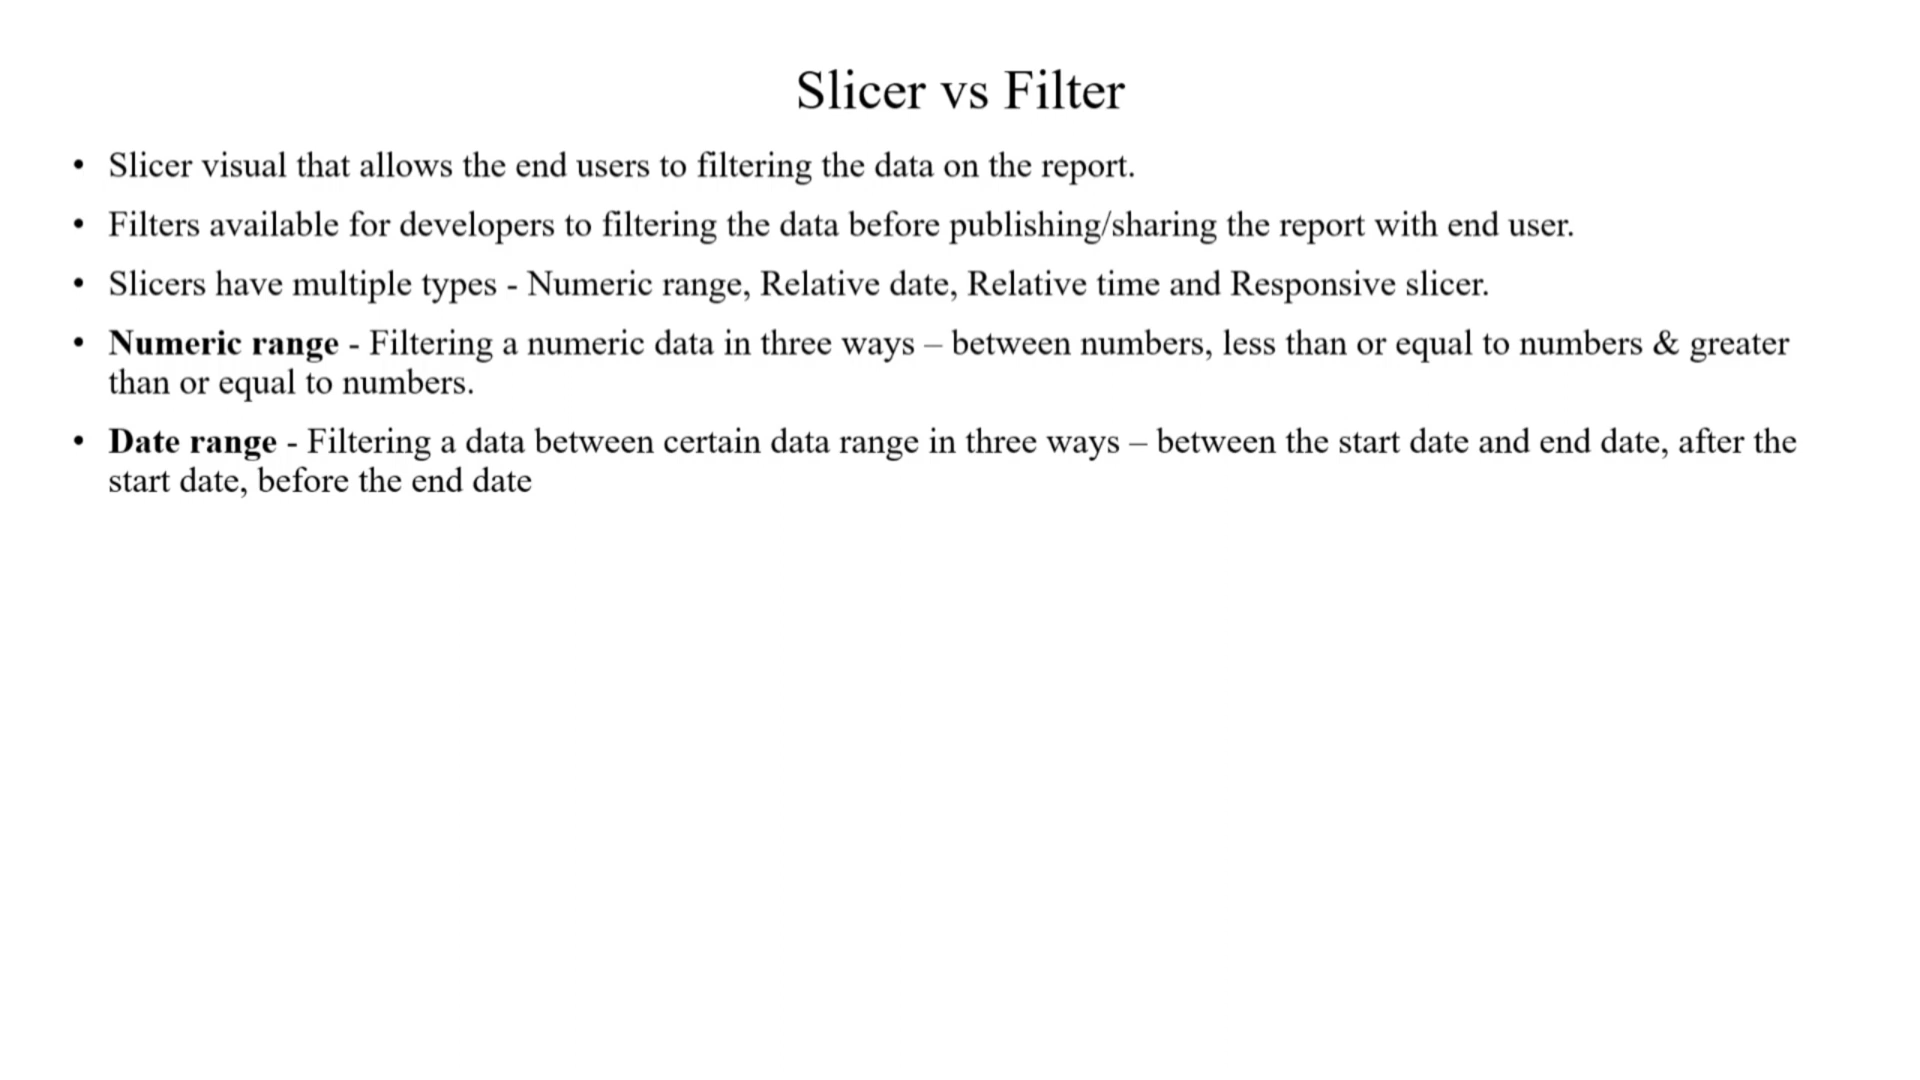 Slicer vs Filter
• Slicer visual that allows the end users to filtering the data on the report.
• Filters available for developers to filtering the data before publishing/sharing the report with end user.
• Slicers have multiple types - Numeric range, Relative date, Relative time and Responsive slicer.
• Numeric range - Filtering a numeric data in three ways – between numbers, less than or equal to numbers & greater
than or equal to numbers.
• Date range - Filtering a data between certain data range in three ways – between the start date and end date, after the
start date, before the end date